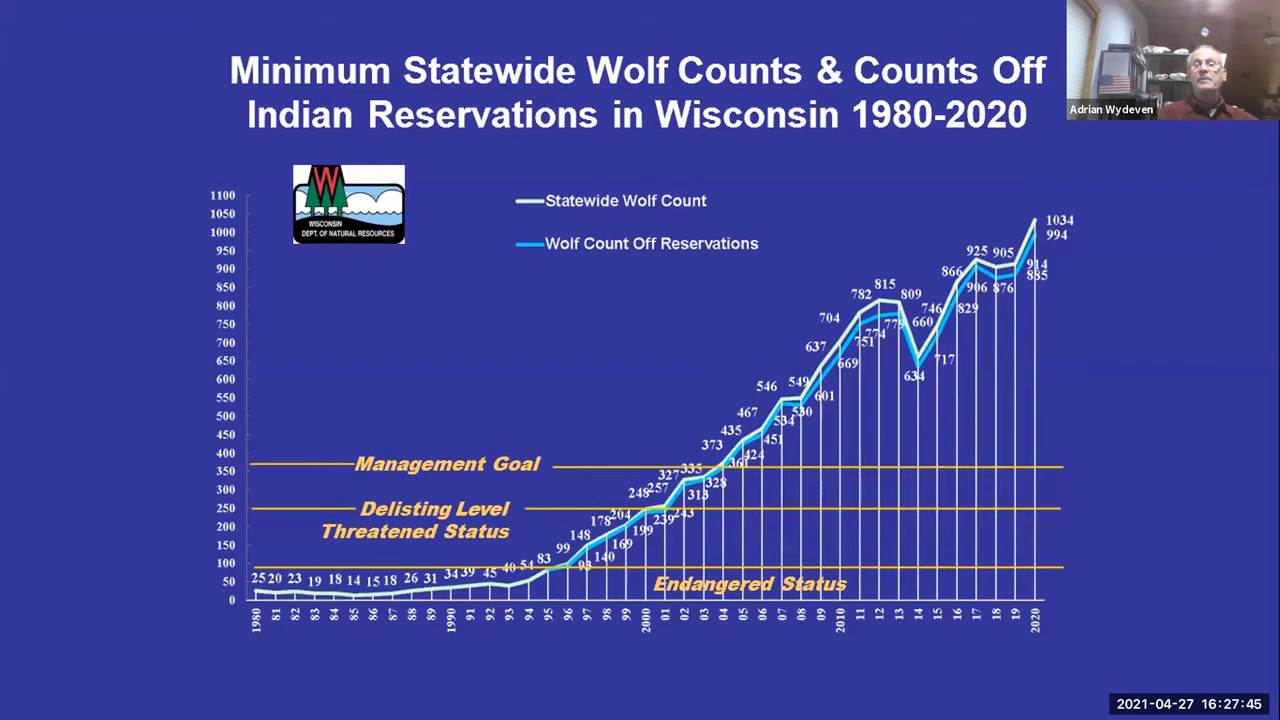 Minimum Statewide Wolf Counts & Counts Off
Indian Reservations in Wisconsin 1980-2020
Adrian Wydeven
W
WISCONSIN
DEPT. OF NATURAL RESOURCES
Statewide Wolf Count
Wolf Count Off Reservations
1100
1050
1000
950
900
850
800
750
700
650
600
550
500
450
400
350
300
250
200
150
100
50
0
25 20 23 19 18 14 15 18 26 31 34 39 45 40 54 83 99 148 178 204 248 257 327 335 373 435 467 546 549 637 704 782 815 809 660 746 866 925 905 914 1034
93 140 169 199 239 243 313 328 361 424 451 534 530 601 669 751 774 779 634 717 829 906 876 885 994
Management Goal
Delisting Level
Threatened Status
Endangered Status
1980 81 82 83 84 85 86 87 88 89 1990 91 92 93 94 95 96 97 98 99 2000 01 02 03 04 05 06 07 08 09 2010 11 12 13 14 15 16 17 18 19 2020
2021-04-27 16:27:45